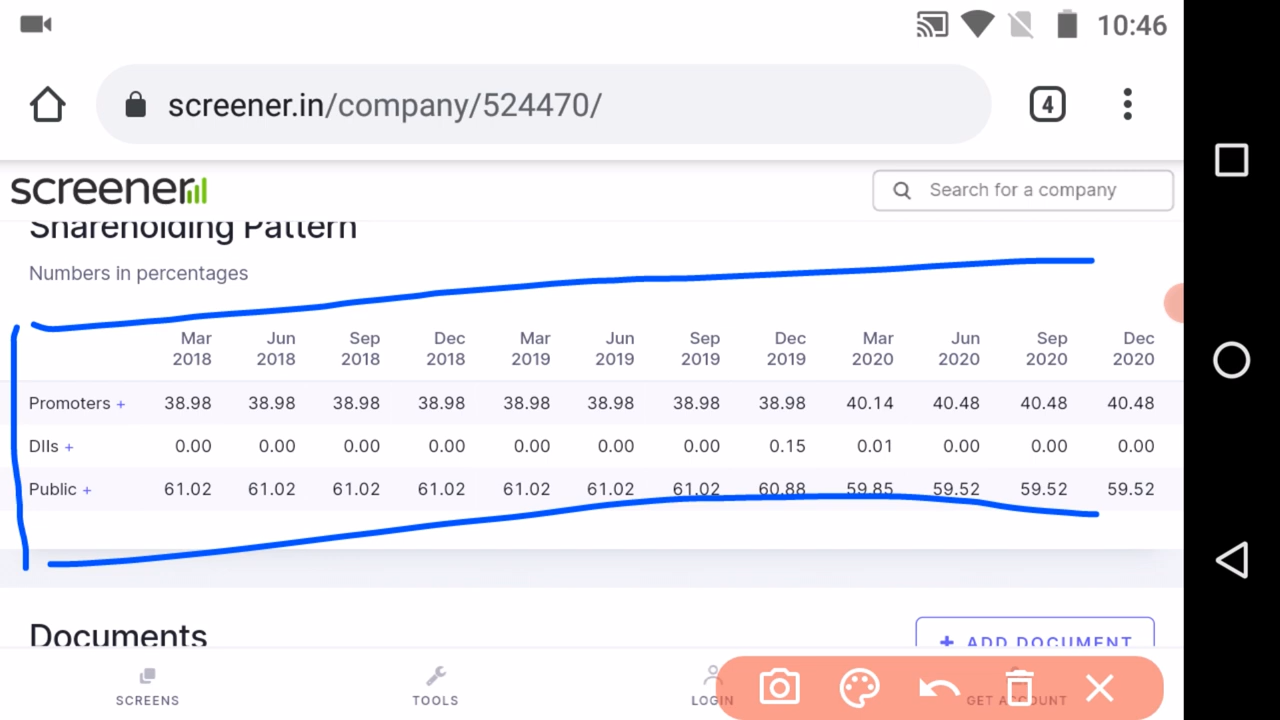 10:46
screener.in/company/524470/
4
screener
Search for a company
Shareholding Pattern
Numbers in percentages
Mar 2018 Jun 2018 Sep 2018 Dec 2018 Mar 2019 Jun 2019 Sep 2019 Dec 2019 Mar 2020 Jun 2020 Sep 2020 Dec 2020
Promoters + 38.98 38.98 38.98 38.98 38.98 38.98 38.98 38.98 40.14 40.48 40.48 40.48
DIIs + 0.00 0.00 0.00 0.00 0.00 0.00 0.00 0.15 0.01 0.00 0.00 0.00
Public + 61.02 61.02 61.02 61.02 61.02 61.02 61.02 60.88 59.85 59.52 59.52 59.52
Documents
+ ADD DOCUMENT
SCREENS TOOLS LOGIN GET ACCOUNT